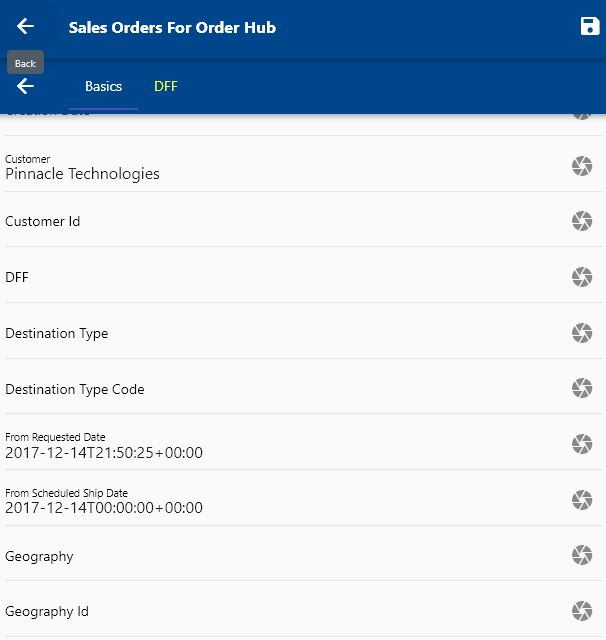 Sales Orders For Order Hub
Back
Basics DFF
Creation Date
Customer
Pinnacle Technologies
Customer Id
DFF
Destination Type
Destination Type Code
From Requested Date
2017-12-14T21:50:25+00:00
From Scheduled Ship Date
2017-12-14T00:00:00+00:00
Geography
Geography Id